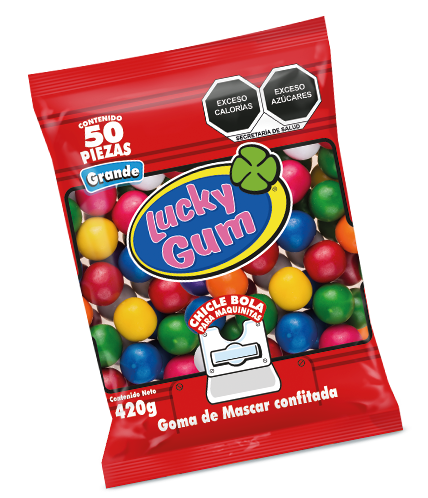 EXCESO
CALORÍAS
EXCESO
AZÚCARES
SECRETARÍA DE SALUD
CONTENIDO
50
PIEZAS
Grande
Lucky
Gum
®
CHICLE BOLA
PARA MAQUINITAS
Contenido Neto
420g
Goma de Mascar confitada